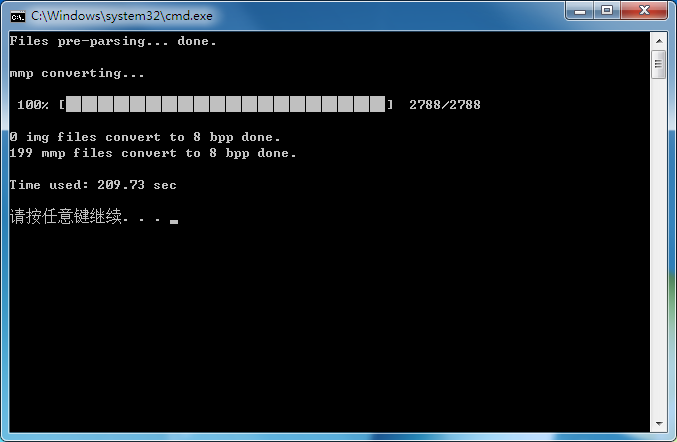 C:\Windows\system32\cmd.exe
Files pre-parsing... done.
mmp converting...
100% [                    ] 2788/2788
0 img files convert to 8 bpp done.
199 mmp files convert to 8 bpp done.
Time used: 209.73 sec
请按任意键继续. . .